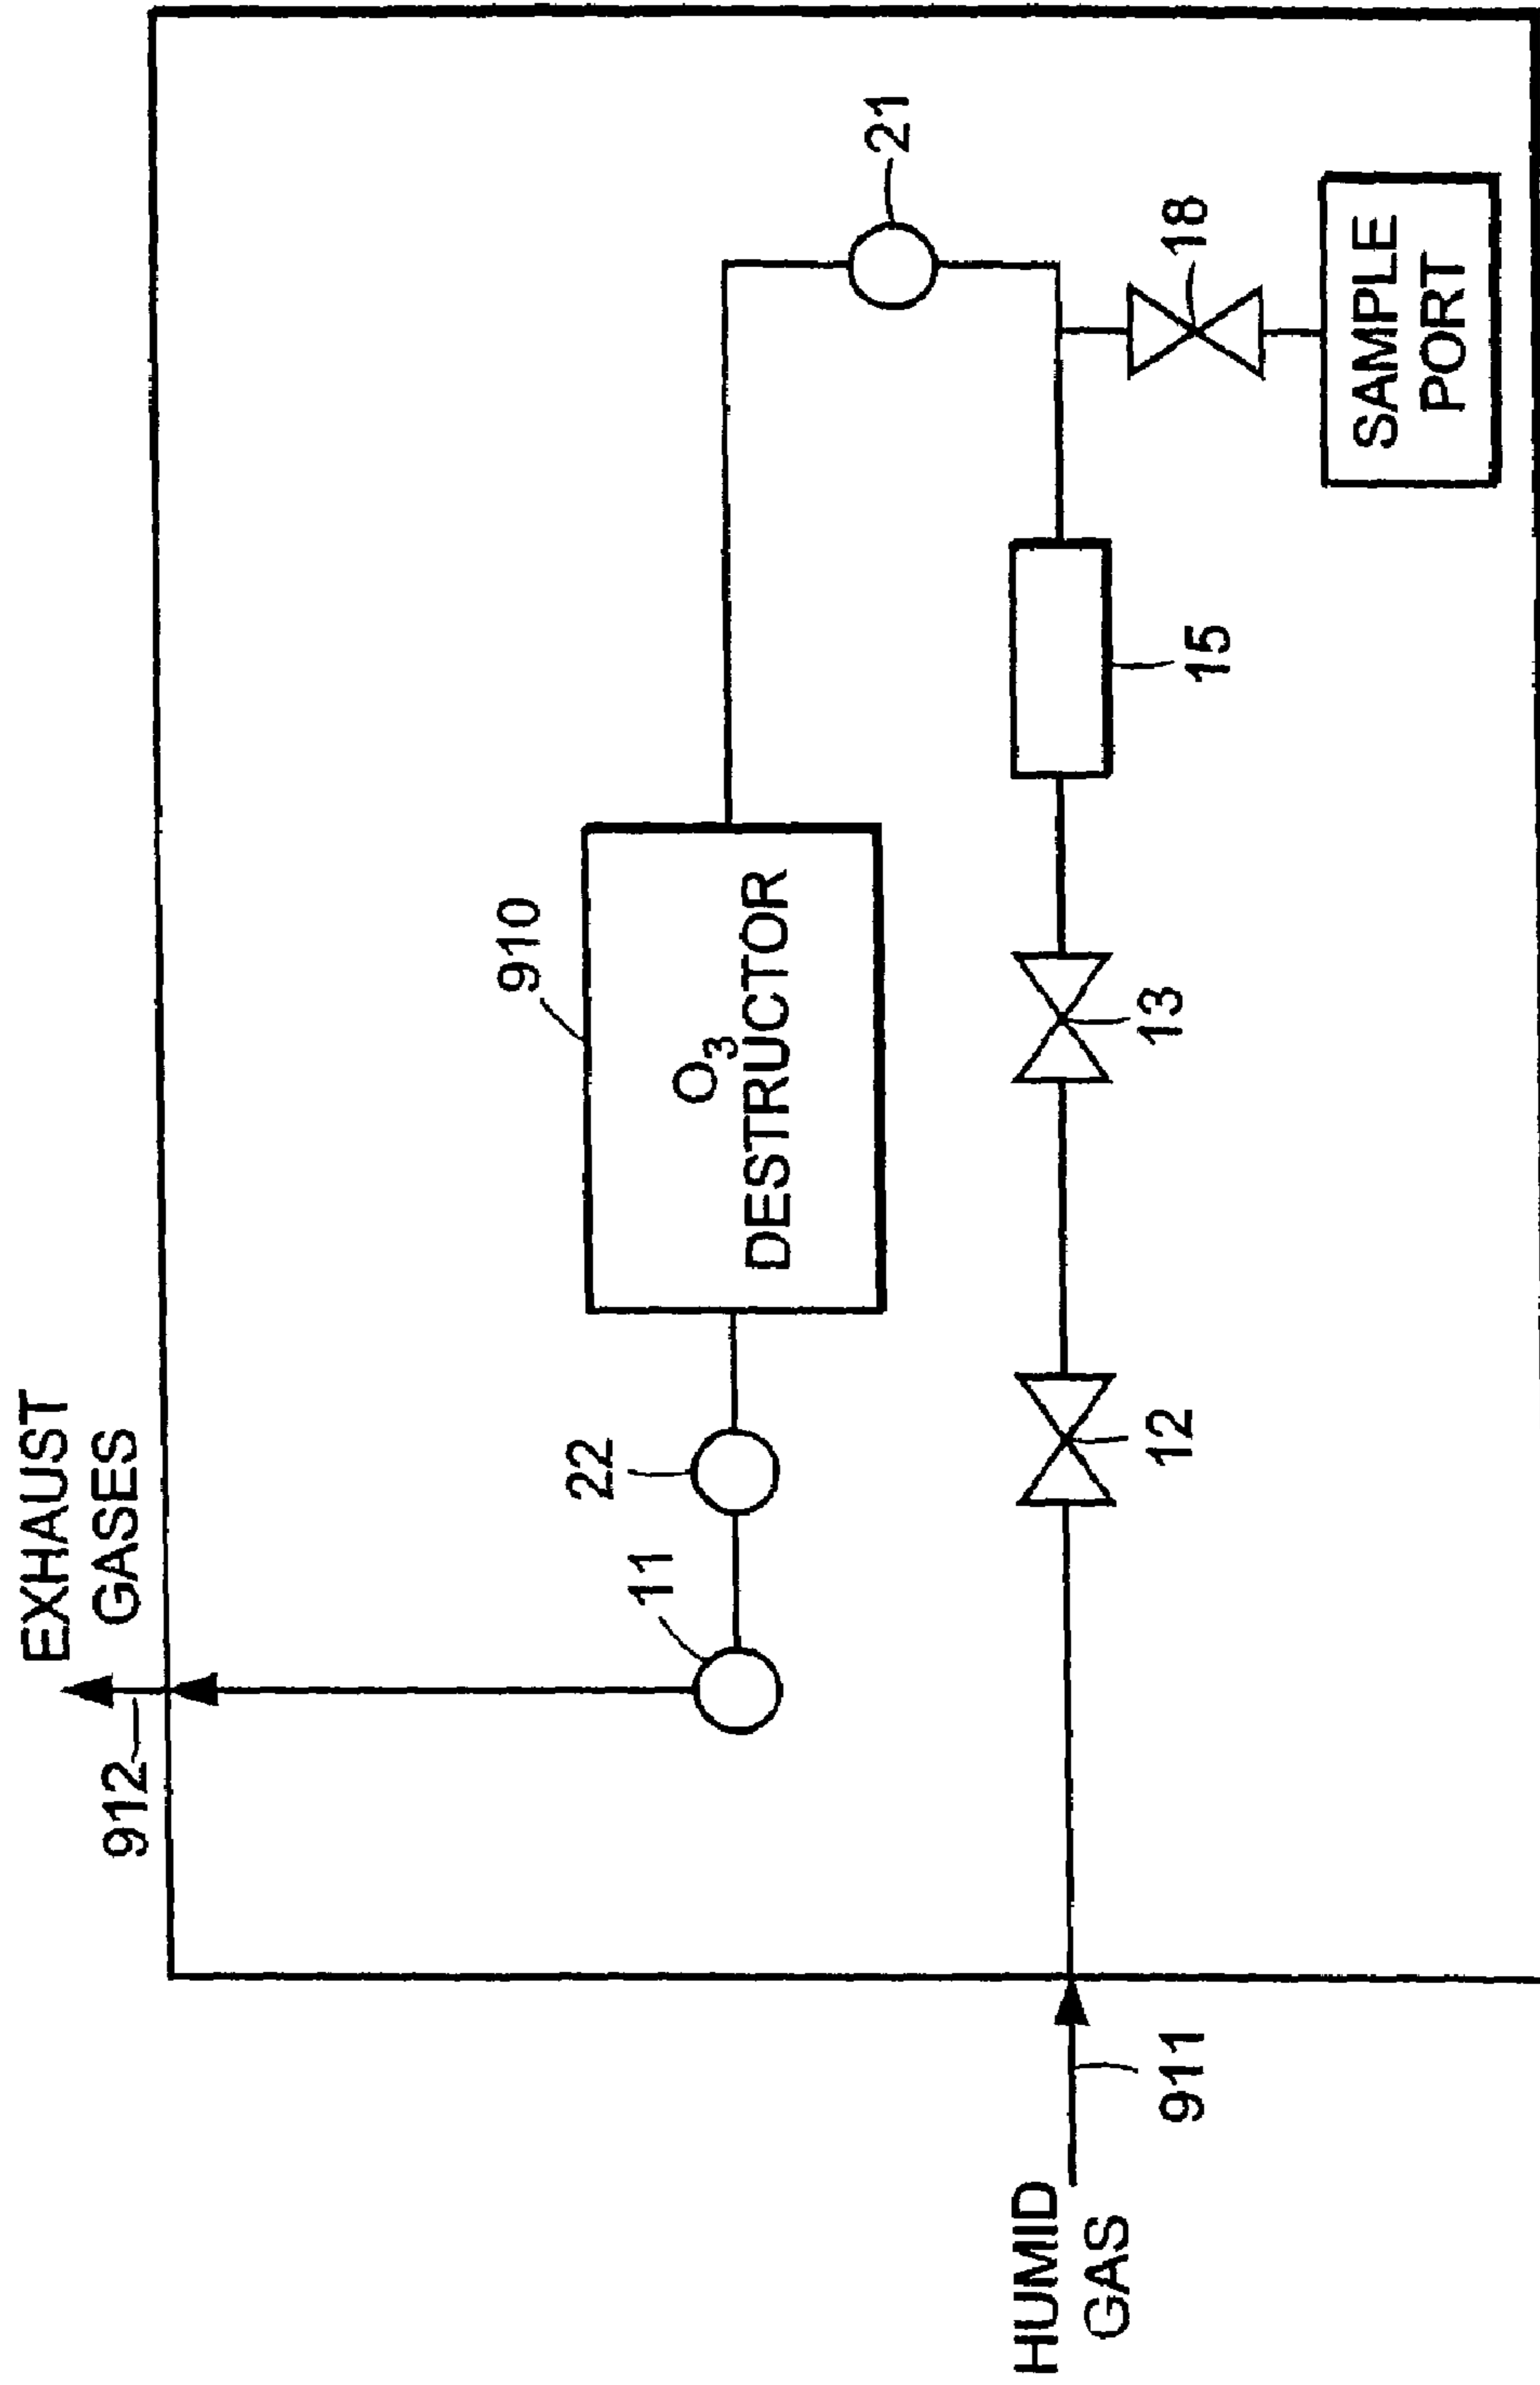 EXHAUST
GASES
912
11
22
910
O₃
DESTRUCTOR
21
HUMID
GAS
911
12
13
15
18
SAMPLE
PORT